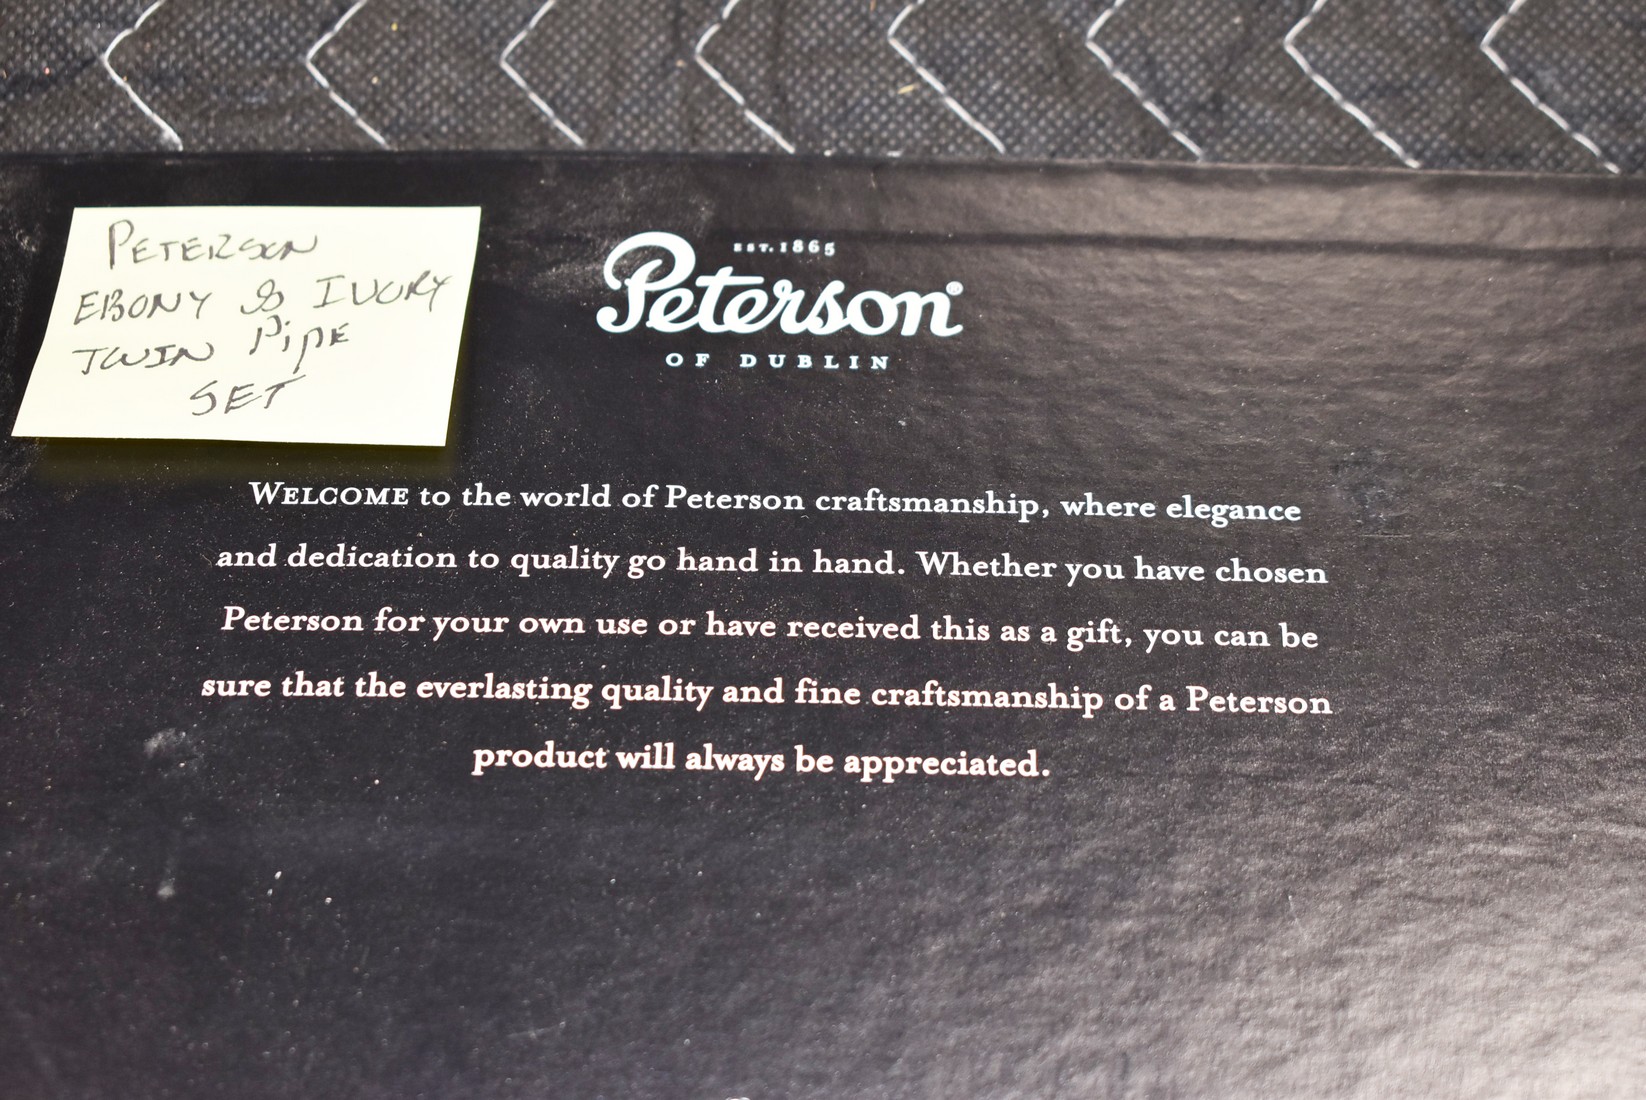 PETERSON
EBONY & IVORY
TWIN PIPE
SET
EST. 1865
Peterson®
OF DUBLIN
WELCOME to the world of Peterson craftsmanship, where elegance
and dedication to quality go hand in hand. Whether you have chosen
Peterson for your own use or have received this as a gift, you can be
sure that the everlasting quality and fine craftsmanship of a Peterson
product will always be appreciated.